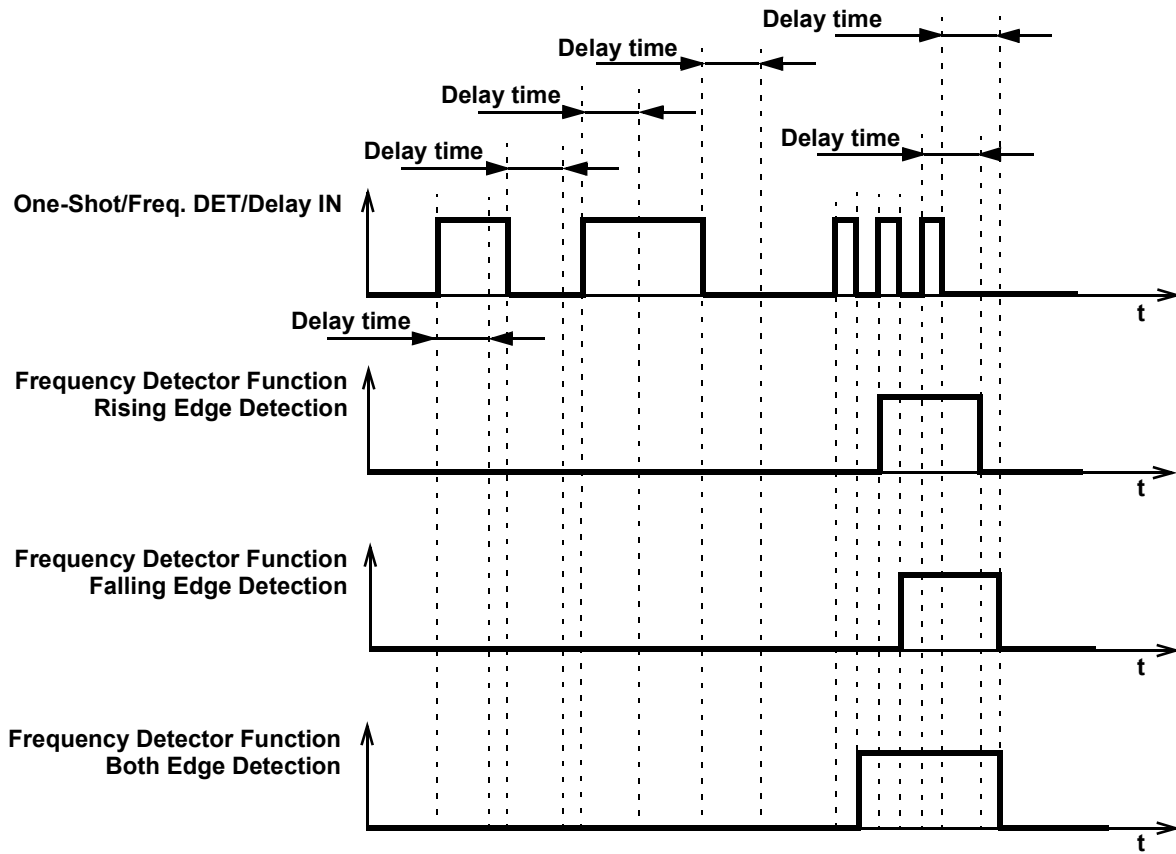 Delay time
Delay time
Delay time
Delay time
Delay time
One-Shot/Freq. DET/Delay IN
t
Delay time
Frequency Detector Function
Rising Edge Detection
t
Frequency Detector Function
Falling Edge Detection
t
Frequency Detector Function
Both Edge Detection
t